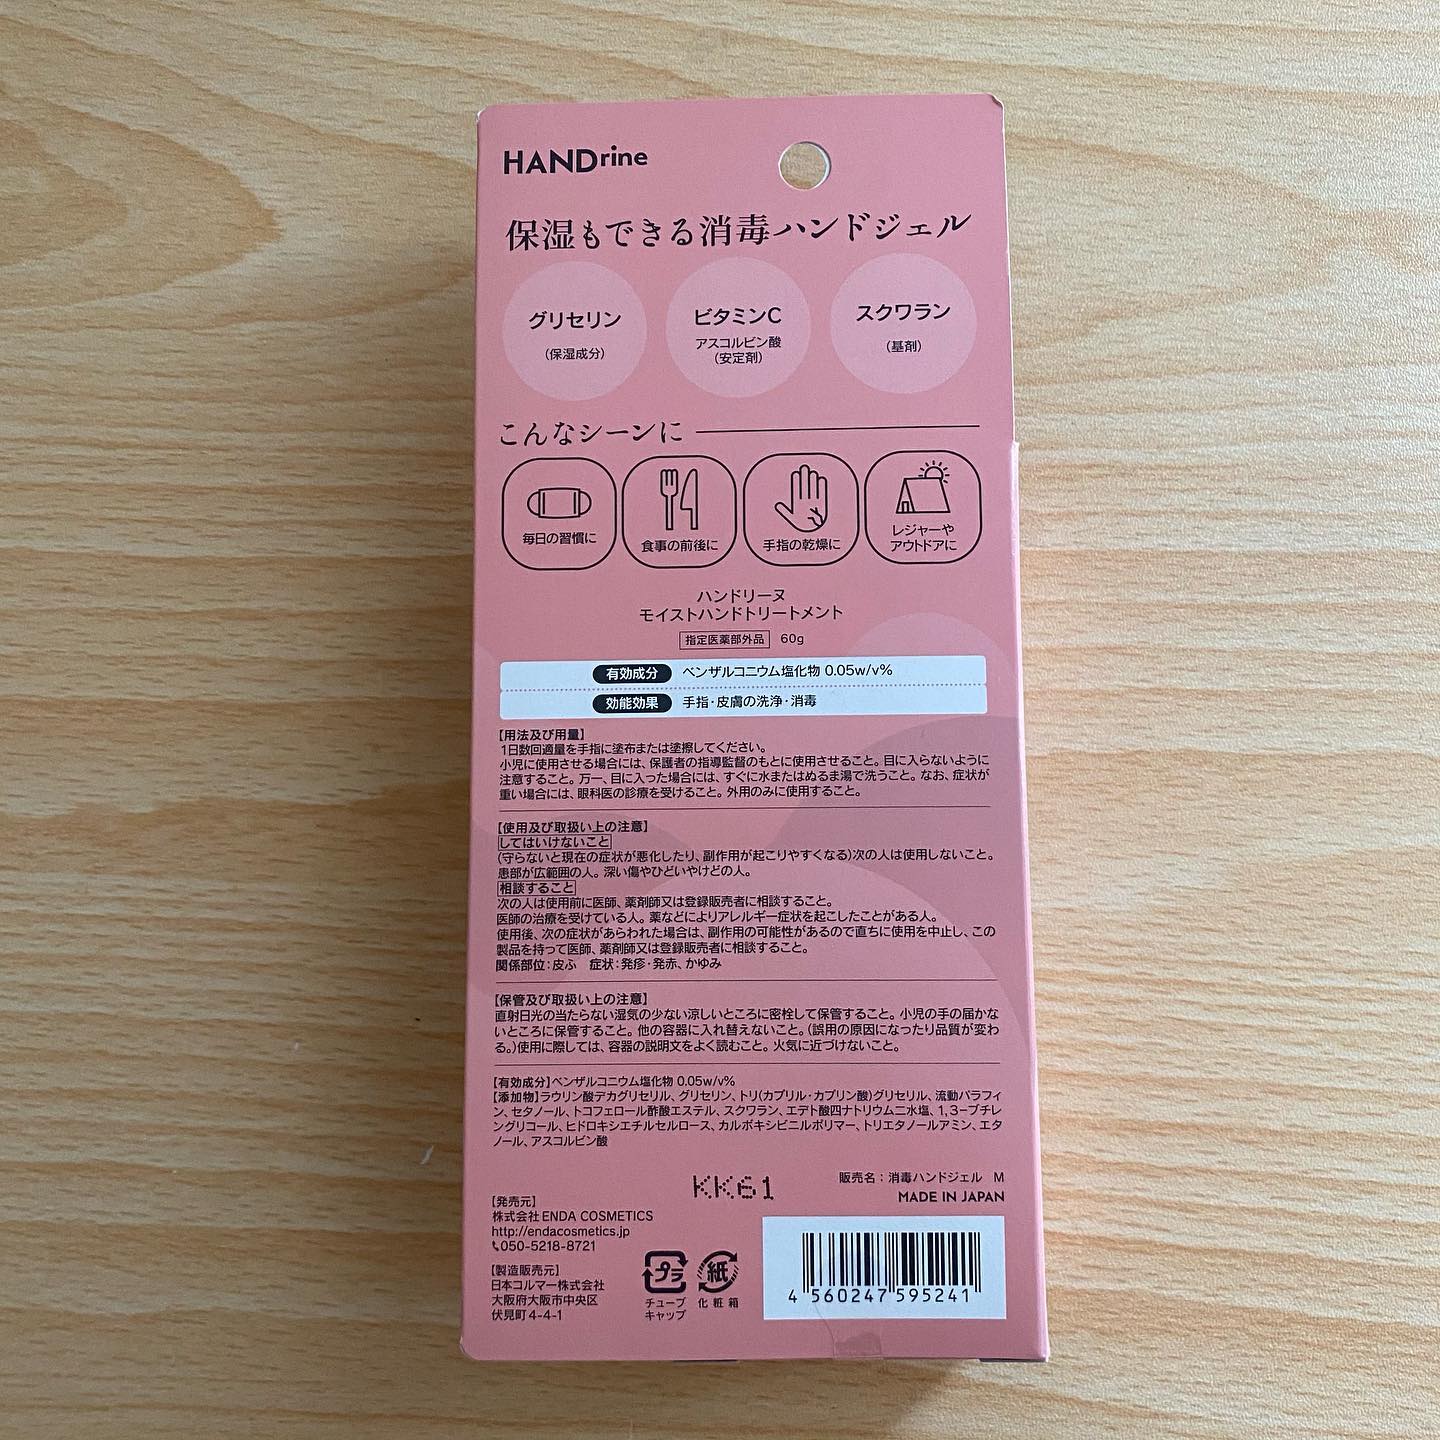 HANDrine
保湿もできる消毒ハンドジェル
グリセリン
(保湿成分)
ビタミンC
アスコルビン酸
(安定剤)
スクワラン
(基剤)
こんなシーンに
毎日の習慣に
食事の前後に
手指の乾燥に
レジャーや
アウトドアに
ハンドリーヌ
モイストハンドトリートメント
指定医薬部外品 60g
有効成分 ベンザルコニウム塩化物 0.05w/v%
効能効果 手指・皮膚の洗浄・消毒
【用法及び用量】
1日数回適量を手指に塗布または塗擦してください。
小児に使用させる場合には、保護者の指導監督のもとに使用させること。目に入らないように
注意すること。万一、目に入った場合には、すぐに水またはぬるま湯で洗うこと。なお、症状が
重い場合には、眼科医の診療を受けること。外用のみに使用すること。
【使用及び取扱い上の注意】
してはいけないこと
(守らないと現在の症状が悪化したり、副作用が起こりやすくなる)次の人は使用しないこと。
患部が広範囲の人。深い傷やひどいやけどの人。
相談すること
次の人は使用前に医師、薬剤師又は登録販売者に相談すること。
医師の治療を受けている人。薬などによりアレルギー症状を起こしたことがある人。
使用後、次の症状があらわれた場合は、副作用の可能性があるので直ちに使用を中止し、この
製品を持って医師、薬剤師又は登録販売者に相談すること。
関係部位:皮ふ 症状:発疹・発赤、かゆみ
【保管及び取扱い上の注意】
直射日光の当たらない湿気の少ない涼しいところに密栓して保管すること。小児の手の届かな
いところに保管すること。他の容器に入れ替えないこと。(誤用の原因になったり品質が変わ
る。)使用に際しては、容器の説明文をよく読むこと。火気に近づけないこと。
【有効成分】ベンザルコニウム塩化物 0.05w/v%
【添加物】ラウリン酸デカグリセリル、グリセリン、トリ(カプリル・カプリン酸)グリセリル、流動パラフィ
ン、セタノール、トコフェロール酢酸エステル、スクワラン、エデト酸四ナトリウム二水塩、1,3-ブチレ
ングリコール、ヒドロキシエチルセルロース、カルボキシビニルポリマー、トリエタノールアミン、エタ
ノール、アスコルビン酸
KK61
販売名:消毒ハンドジェル M
MADE IN JAPAN
【発売元】
株式会社ENDA COSMETICS
http://endacosmetics.jp
050-5218-8721
【製造販売元】
日本コルマー株式会社
大阪府大阪市中央区
伏見町4-4-1
プラ
チューブ
キャップ
紙
化粧箱
4 560247 595241